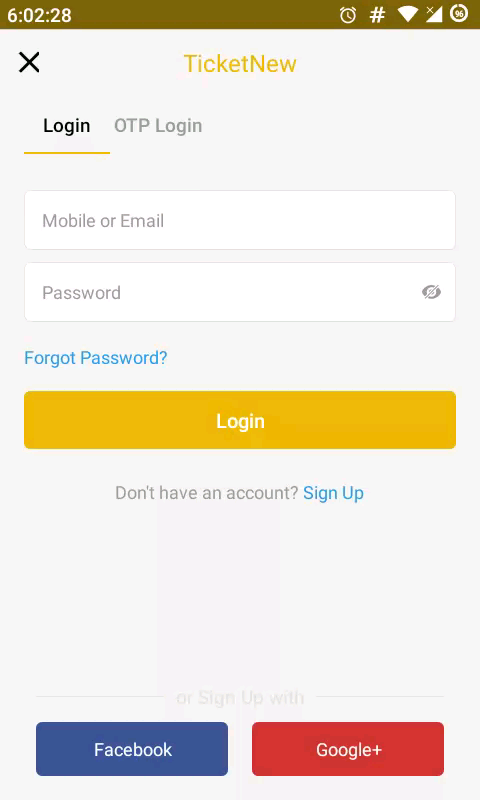 6:02:28
96
TicketNew
Login
OTP Login
Mobile or Email
Password
Forgot Password?
Login
Don't have an account? Sign Up
or Sign Up with
Facebook
Google+